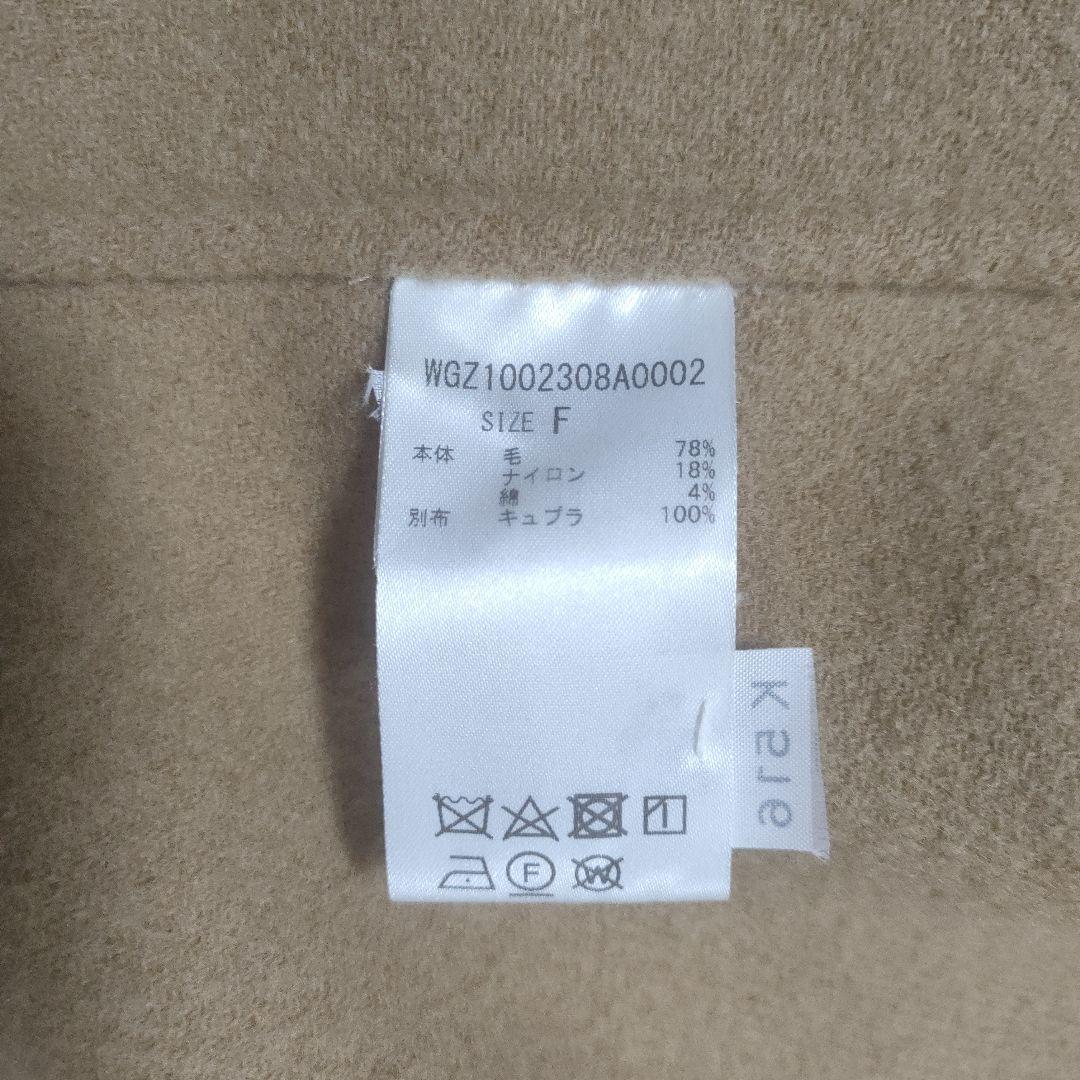 WGZ1002308A0002
SIZE F
本体 毛 78%
ナイロン 18%
綿 4%
別布 キュプラ 100%
F
W